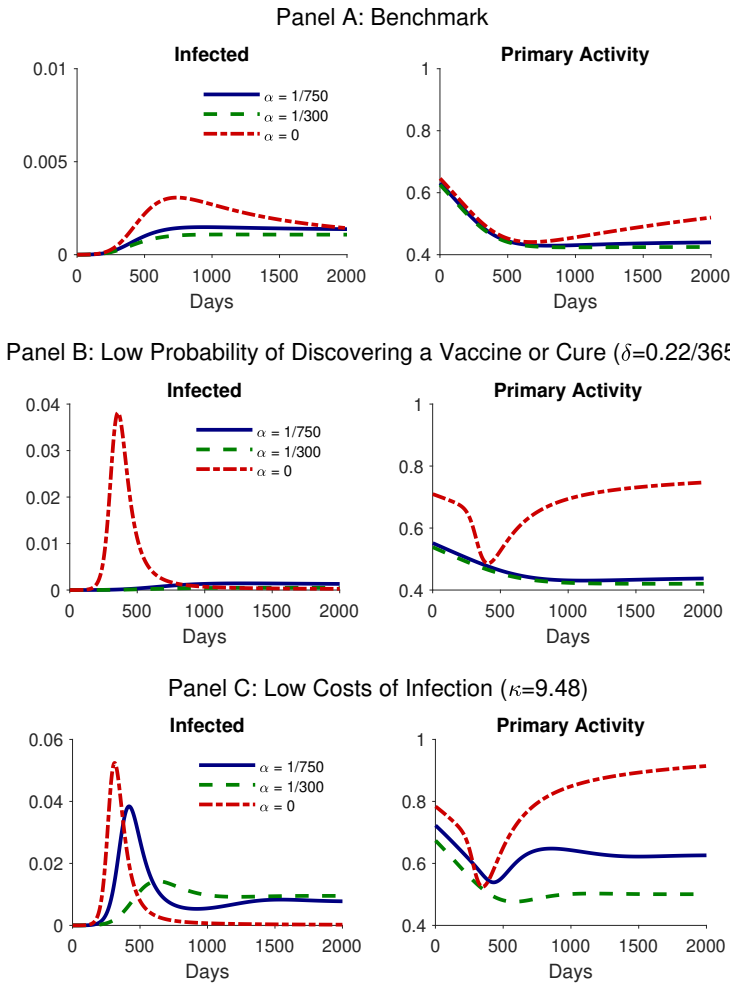 Panel A: Benchmark
Infected
Primary Activity
0.01
0.005
0
α = 1/750
α = 1/300
α = 0
1
0.8
0.6
0.4
0 500 1000 1500 2000
0 500 1000 1500 2000
Days
Days
Panel B: Low Probability of Discovering a Vaccine or Cure (δ=0.22/365
Infected
Primary Activity
0.04
0.03
0.02
0.01
0
α = 1/750
α = 1/300
α = 0
1
0.8
0.6
0.4
0 500 1000 1500 2000
0 500 1000 1500 2000
Days
Days
Panel C: Low Costs of Infection (κ=9.48)
Infected
Primary Activity
0.06
0.04
0.02
0
α = 1/750
α = 1/300
α = 0
1
0.8
0.6
0.4
0 500 1000 1500 2000
0 500 1000 1500 2000
Days
Days